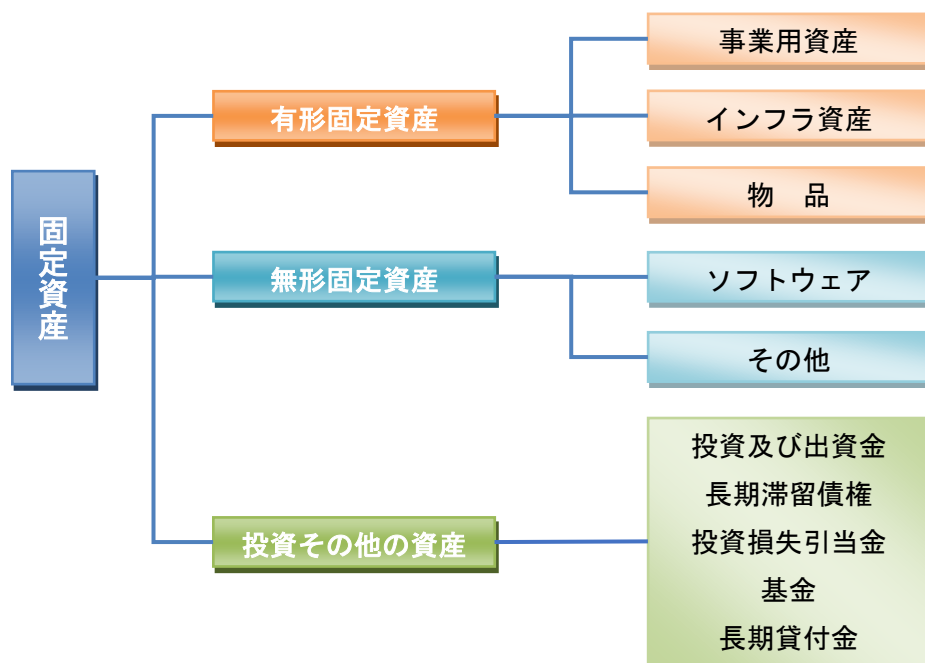 固定資産
有形固定資産
事業用資産
インフラ資産
物　品
無形固定資産
ソフトウェア
その他
投資その他の資産
投資及び出資金
長期滞留債権
投資損失引当金
基金
長期貸付金